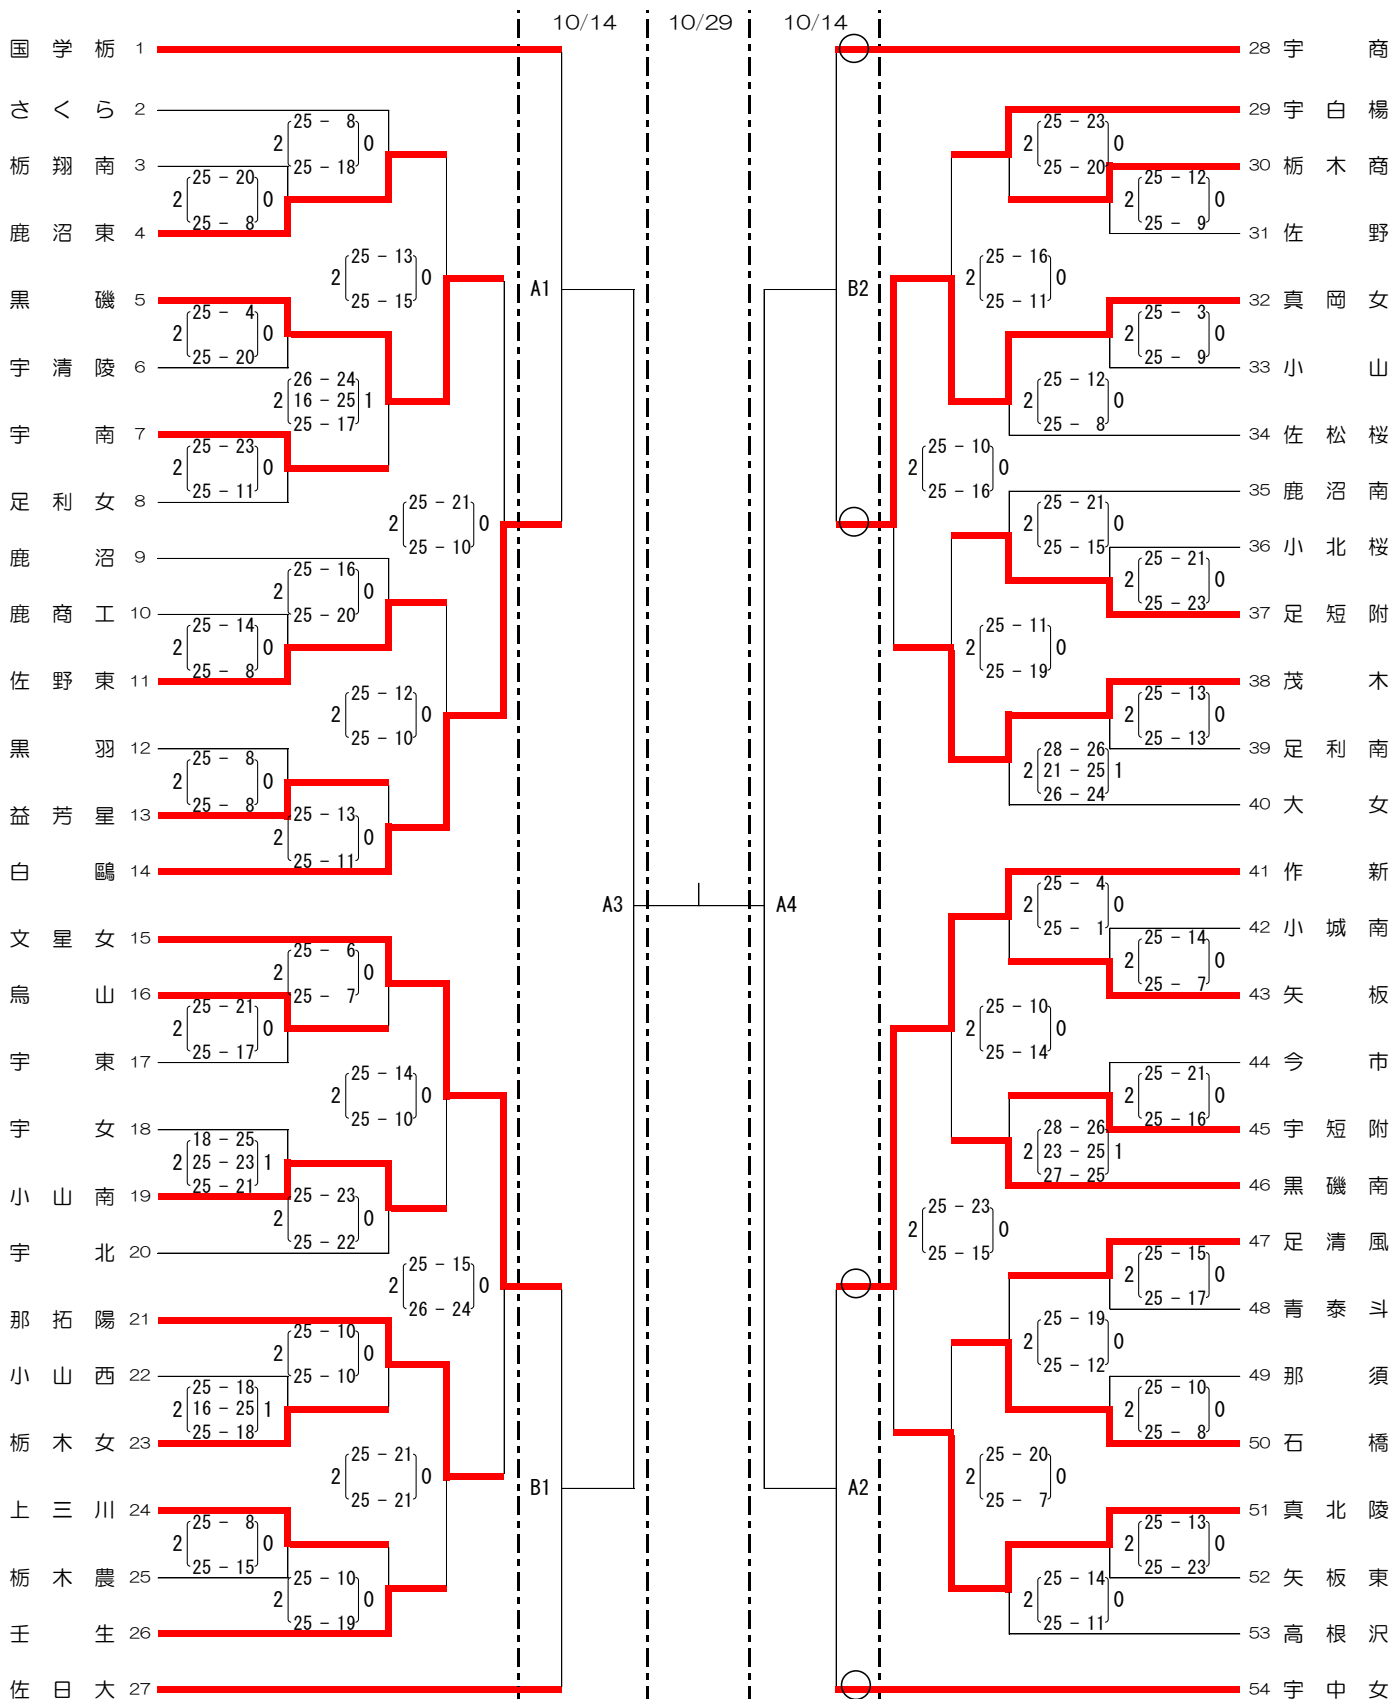 10/14 10/29 10/14
国学栃 1
28 宇商
さくら 2
29 宇白楊
25 - 8
2 0
25 - 18
25 - 23
2 0
25 - 20
栃翔南 3
30 栃木商
25 - 20
2 0
25 - 8
25 - 12
2 0
25 - 9
鹿沼東 4
31 佐野
25 - 13
2 0
25 - 15
25 - 16
2 0
25 - 11
A1
B2
黒磯 5
32 真岡女
25 - 4
2 0
25 - 20
25 - 3
2 0
25 - 9
宇清陵 6
33 小山
26 - 24
2 16 - 25 1
25 - 17
25 - 12
2 0
25 - 8
宇南 7
34 佐松桜
25 - 23
2 0
25 - 11
25 - 10
2 0
25 - 16
足利女 8
35 鹿沼南
25 - 21
2 0
25 - 10
25 - 21
2 0
25 - 15
鹿沼 9
36 小北桜
25 - 16
2 0
25 - 20
25 - 21
2 0
25 - 23
鹿商工 10
37 足短附
25 - 14
2 0
25 - 8
25 - 11
2 0
25 - 19
佐野東 11
38 茂木
25 - 12
2 0
25 - 10
25 - 13
2 0
25 - 13
黒羽 12
39 足利南
25 - 8
2 0
25 - 8
28 - 26
2 21 - 25 1
26 - 24
益芳星 13
40 大女
25 - 13
2 0
25 - 11
白鷗 14
41 作新
25 - 4
2 0
25 - 1
A3
A4
文星女 15
42 小城南
25 - 6
2 0
25 - 7
25 - 14
2 0
25 - 7
烏山 16
43 矢板
25 - 21
2 0
25 - 17
25 - 10
2 0
25 - 14
宇東 17
44 今市
25 - 14
2 0
25 - 10
25 - 21
2 0
25 - 16
宇女 18
45 宇短附
18 - 25
2 25 - 23 1
25 - 21
28 - 26
2 23 - 25 1
27 - 25
小山南 19
46 黒磯南
25 - 23
2 0
25 - 22
25 - 23
2 0
25 - 15
宇北 20
47 足清風
25 - 15
2 0
26 - 24
25 - 15
2 0
25 - 17
那拓陽 21
48 青泰斗
25 - 10
2 0
25 - 10
25 - 19
2 0
25 - 12
小山西 22
49 那須
25 - 18
2 16 - 25 1
25 - 18
25 - 10
2 0
25 - 8
栃木女 23
50 石橋
25 - 21
2 0
25 - 21
25 - 20
2 0
25 - 7
B1
A2
上三川 24
51 真北陵
25 - 8
2 0
25 - 15
25 - 13
2 0
25 - 23
栃木農 25
52 矢板東
25 - 10
2 0
25 - 19
25 - 14
2 0
25 - 11
壬生 26
53 高根沢
佐日大 27
54 宇中女